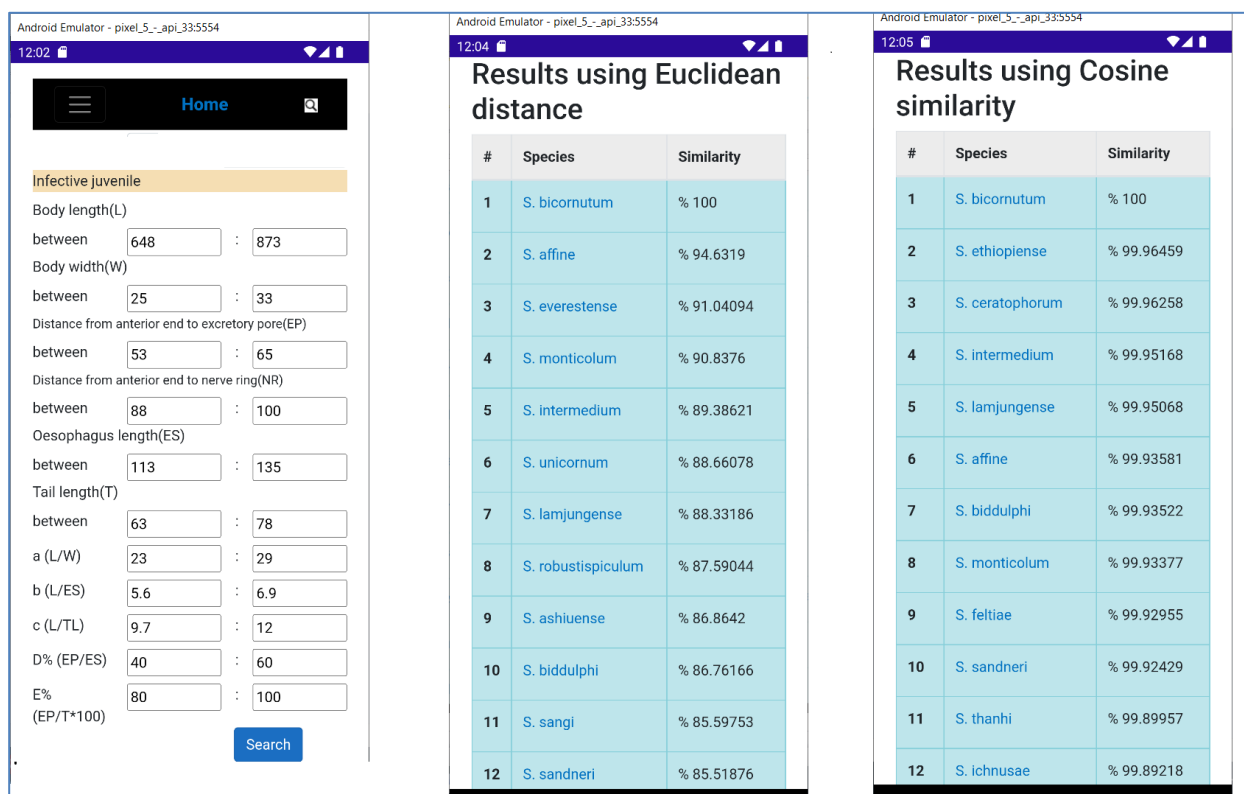 Android Emulator - pixel_5_-_api_33:5554
12:02
Home
Infective juvenile
Body length(L)
between 648 : 873
Body width(W)
between 25 : 33
Distance from anterior end to excretory pore(EP)
between 53 : 65
Distance from anterior end to nerve ring(NR)
between 88 : 100
Oesophagus length(ES)
between 113 : 135
Tail length(T)
between 63 : 78
a (L/W) 23 : 29
b (L/ES) 5.6 : 6.9
c (L/TL) 9.7 : 12
D% (EP/ES) 40 : 60
E% 80 : 100
(EP/T*100)
Search
Android Emulator - pixel_5_-_api_33:5554
12:04
Results using Euclidean
distance
# Species Similarity
1 S. bicornutum % 100
2 S. affine % 94.6319
3 S. everestense % 91.04094
4 S. monticolum % 90.8376
5 S. intermedium % 89.38621
6 S. unicornum % 88.66078
7 S. lamjungense % 88.33186
8 S. robustispiculum % 87.59044
9 S. ashiuense % 86.8642
10 S. biddulphi % 86.76166
11 S. sangi % 85.59753
12 S. sandneri % 85.51876
Android Emulator - pixel_5_-_api_33:5554
12:05
Results using Cosine
similarity
# Species Similarity
1 S. bicornutum % 100
2 S. ethiopiense % 99.96459
3 S. ceratophorum % 99.96258
4 S. intermedium % 99.95168
5 S. lamjungense % 99.95068
6 S. affine % 99.93581
7 S. biddulphi % 99.93522
8 S. monticolum % 99.93377
9 S. feltiae % 99.92955
10 S. sandneri % 99.92429
11 S. thanhi % 99.89957
12 S. ichnusae % 99.89218